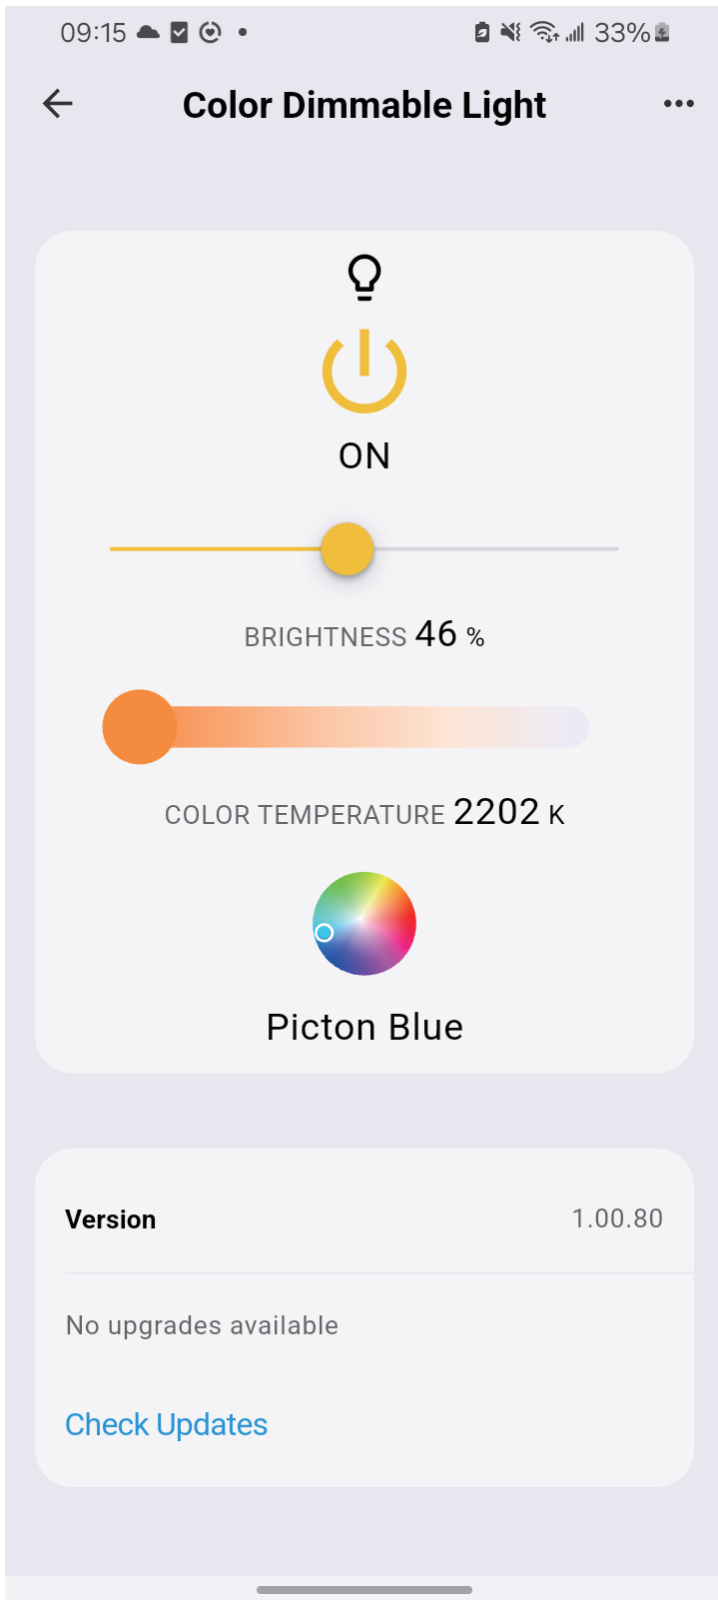 09:15 33%
Color Dimmable Light
ON
BRIGHTNESS 46 %
COLOR TEMPERATURE 2202 K
Picton Blue
Version 1.00.80
No upgrades available
Check Updates